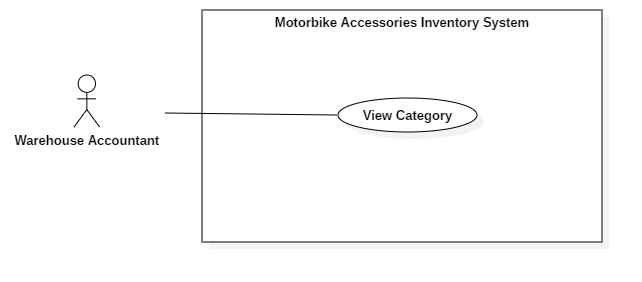 Motorbike Accessories Inventory System
View Category
Warehouse Accountant